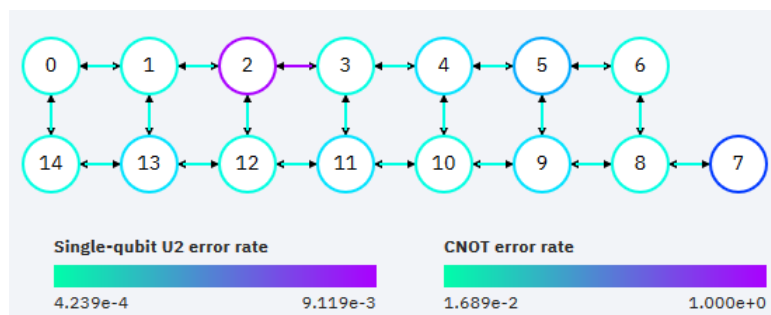 0 1 2 3 4 5 6
14 13 12 11 10 9 8 7
Single-qubit U2 error rate CNOT error rate
4.239e-4 9.119e-3 1.689e-2 1.000e+0